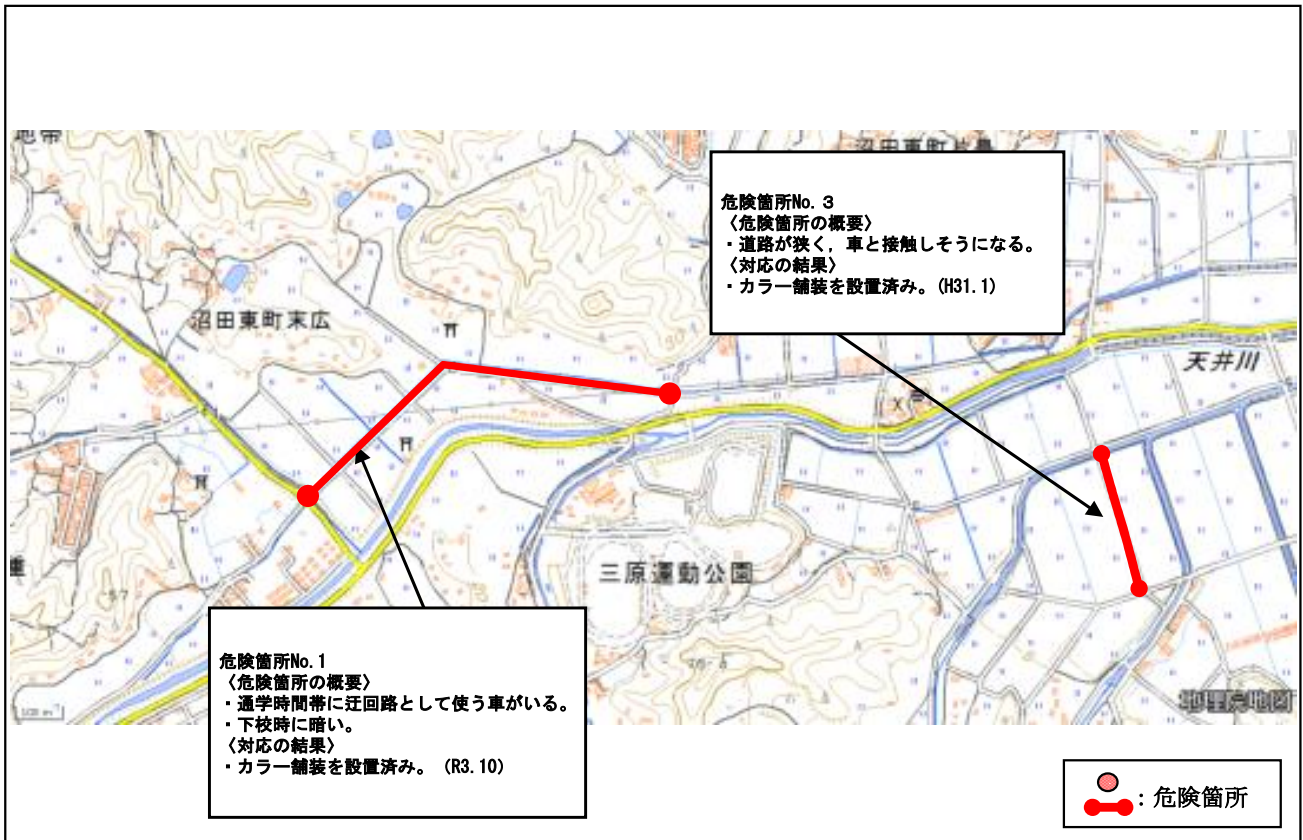 地帯
沼田東町片島
危険箇所No. 3
〈危険箇所の概要〉
・道路が狭く，車と接触しそうになる。
〈対応の結果〉
・カラー舗装を設置済み。(H31.1)
沼田東町末広
天井川
三原運動公園
危険箇所No. 1
〈危険箇所の概要〉
・通学時間帯に迂回路として使う車がいる。
・下校時に暗い。
〈対応の結果〉
・カラー舗装を設置済み。 (R3.10)
地理院地図
：危険箇所